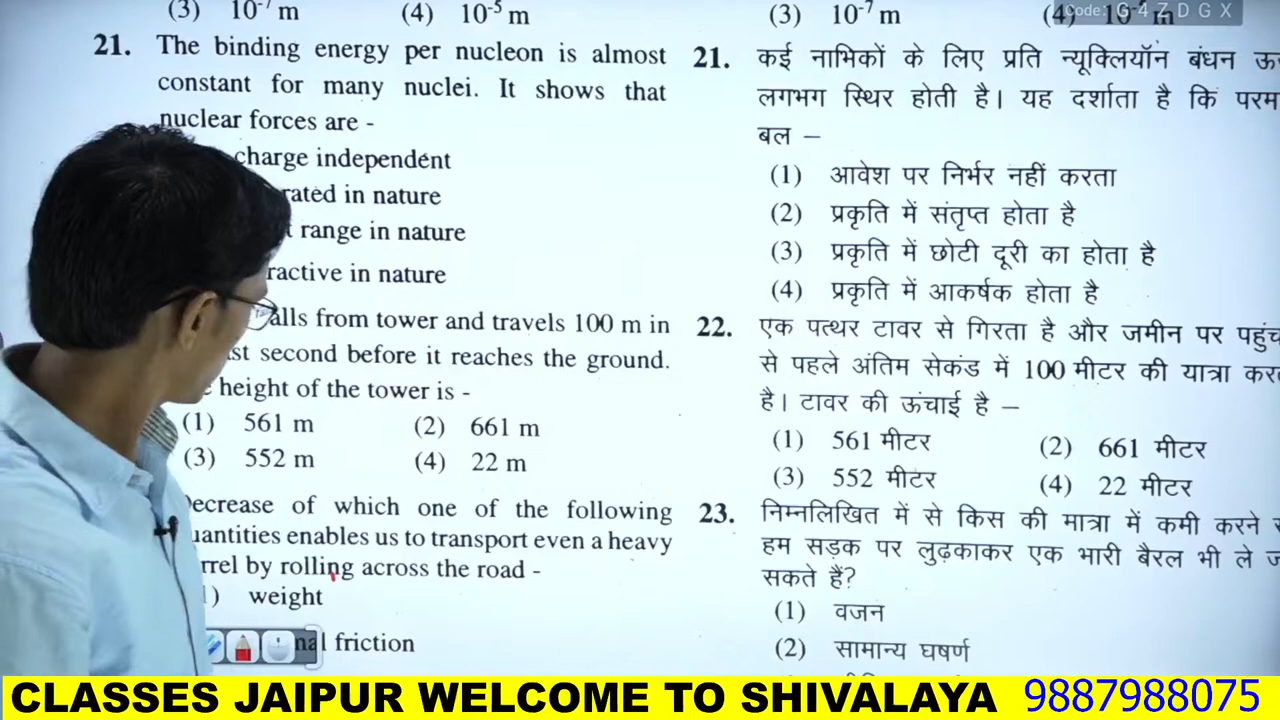 (3) 10⁻⁷ m (4) 10⁻⁵ m
21. The binding energy per nucleon is almost
constant for many nuclei. It shows that
nuclear forces are -
charge independent
rated in nature
t range in nature
ractive in nature
alls from tower and travels 100 m in
st second before it reaches the ground.
height of the tower is -
(1) 561 m (2) 661 m
(3) 552 m (4) 22 m
ecrease of which one of the following
uantities enables us to transport even a heavy
rrel by rolling across the road -
1) weight
nal friction
(3) 10⁻⁷ m (4) m
Code: G 4 Z D G X
21. कई नाभिकों के लिए प्रति न्यूक्लियॉन बंधन ऊ
लगभग स्थिर होती है। यह दर्शाता है कि परम
बल –
(1) आवेश पर निर्भर नहीं करता
(2) प्रकृति में संतृप्त होता है
(3) प्रकृति में छोटी दूरी का होता है
(4) प्रकृति में आकर्षक होता है
22. एक पत्थर टावर से गिरता है और जमीन पर पहुंच
से पहले अंतिम सेकंड में 100 मीटर की यात्रा कर
है। टावर की ऊंचाई है –
(1) 561 मीटर (2) 661 मीटर
(3) 552 मीटर (4) 22 मीटर
23. निम्नलिखित में से किस की मात्रा में कमी करने
हम सड़क पर लुढ़काकर एक भारी बैरल भी ले ज
सकते हैं?
(1) वजन
(2) सामान्य घषर्ण
CLASSES JAIPUR WELCOME TO SHIVALAYA 9887988075